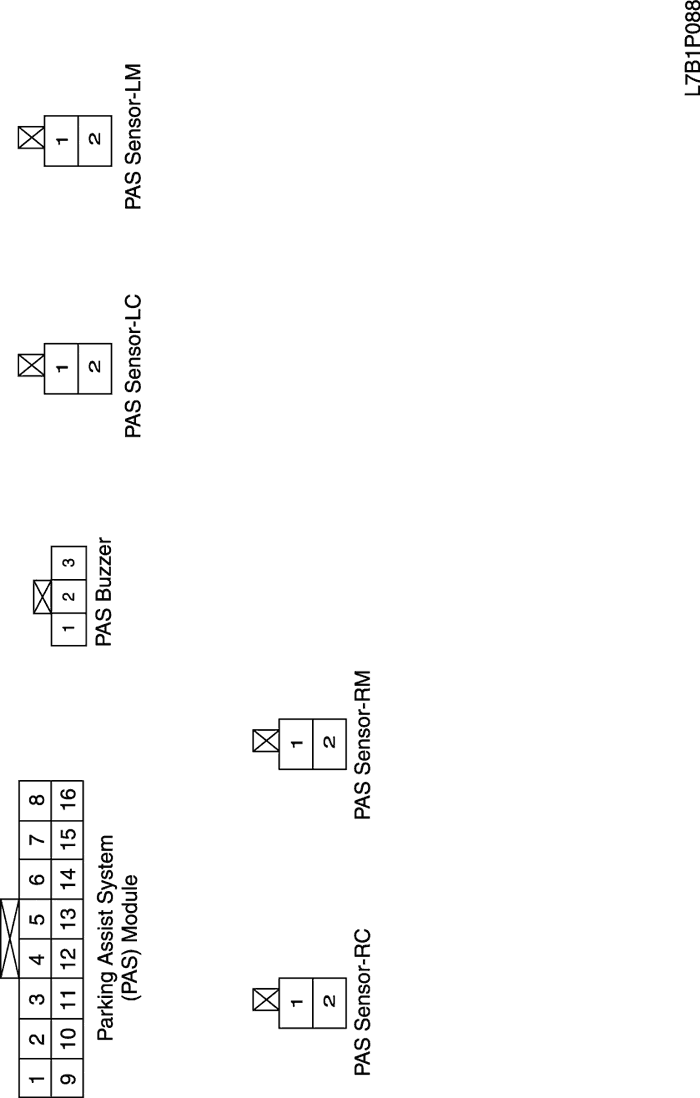 1 2 3 4 5 6 7 8
9 10 11 12 13 14 15 16
Parking Assist System
(PAS) Module
1 2 3
PAS Buzzer
1
2
PAS Sensor-LC
1
2
PAS Sensor-LM
1
2
PAS Sensor-RC
1
2
PAS Sensor-RM
L7B1P088